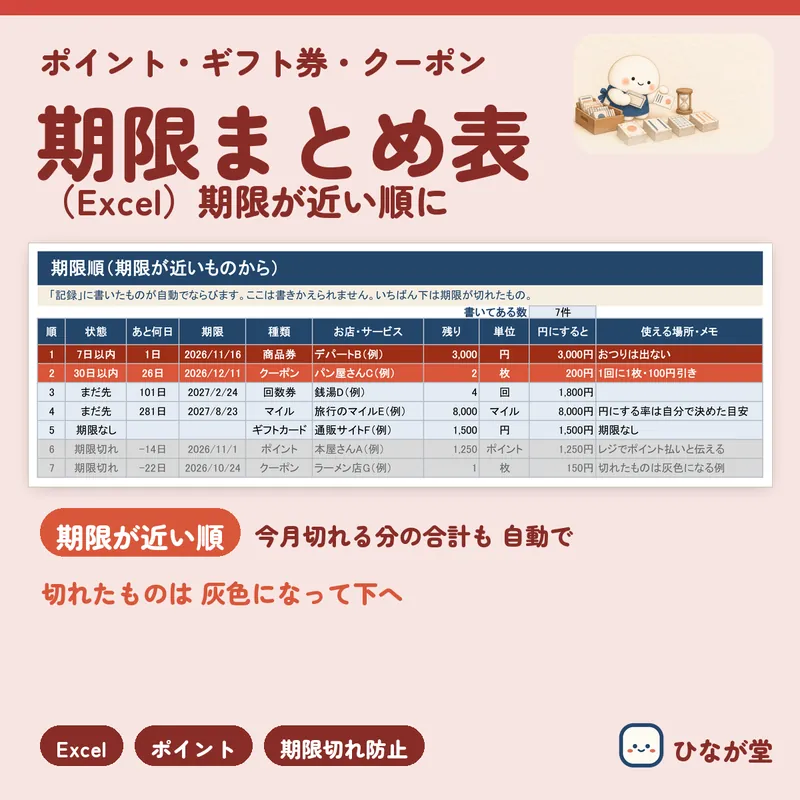 ポイント・ギフト券・クーポン
期限まとめ表
（Excel）期限が近い順に
期限順（期限が近いものから）
「記録」に書いたものが自動でならびます。ここは書きかえられません。いちばん下は期限が切れたもの。
書いてある数 7件
順 状態 あと何日 期限 種類 お店・サービス 残り 単位 円にすると 使える場所・メモ
1 7日以内 1日 2026/11/16 商品券 デパートB（例） 3,000 円 3,000円 おつりは出ない
2 30日以内 26日 2026/12/11 クーポン パン屋さんC（例） 2 枚 200円 1回に1枚・100円引き
3 まだ先 101日 2027/2/24 回数券 銭湯D（例） 4 回 1,800円
4 まだ先 281日 2027/8/23 マイル 旅行のマイルE（例） 8,000 マイル 8,000円 円にする率は自分で決めた目安
5 期限なし ギフトカード 通販サイトF（例） 1,500 円 1,500円 期限なし
6 期限切れ -14日 2026/11/1 ポイント 本屋さんA（例） 1,250 ポイント 1,250円 レジでポイント払いと伝える
7 期限切れ -22日 2026/10/24 クーポン ラーメン店G（例） 1 枚 150円 切れたものは灰色になる例
期限が近い順 今月切れる分の合計も 自動で
切れたものは 灰色になって下へ
Excel ポイント 期限切れ防止
ひなが堂